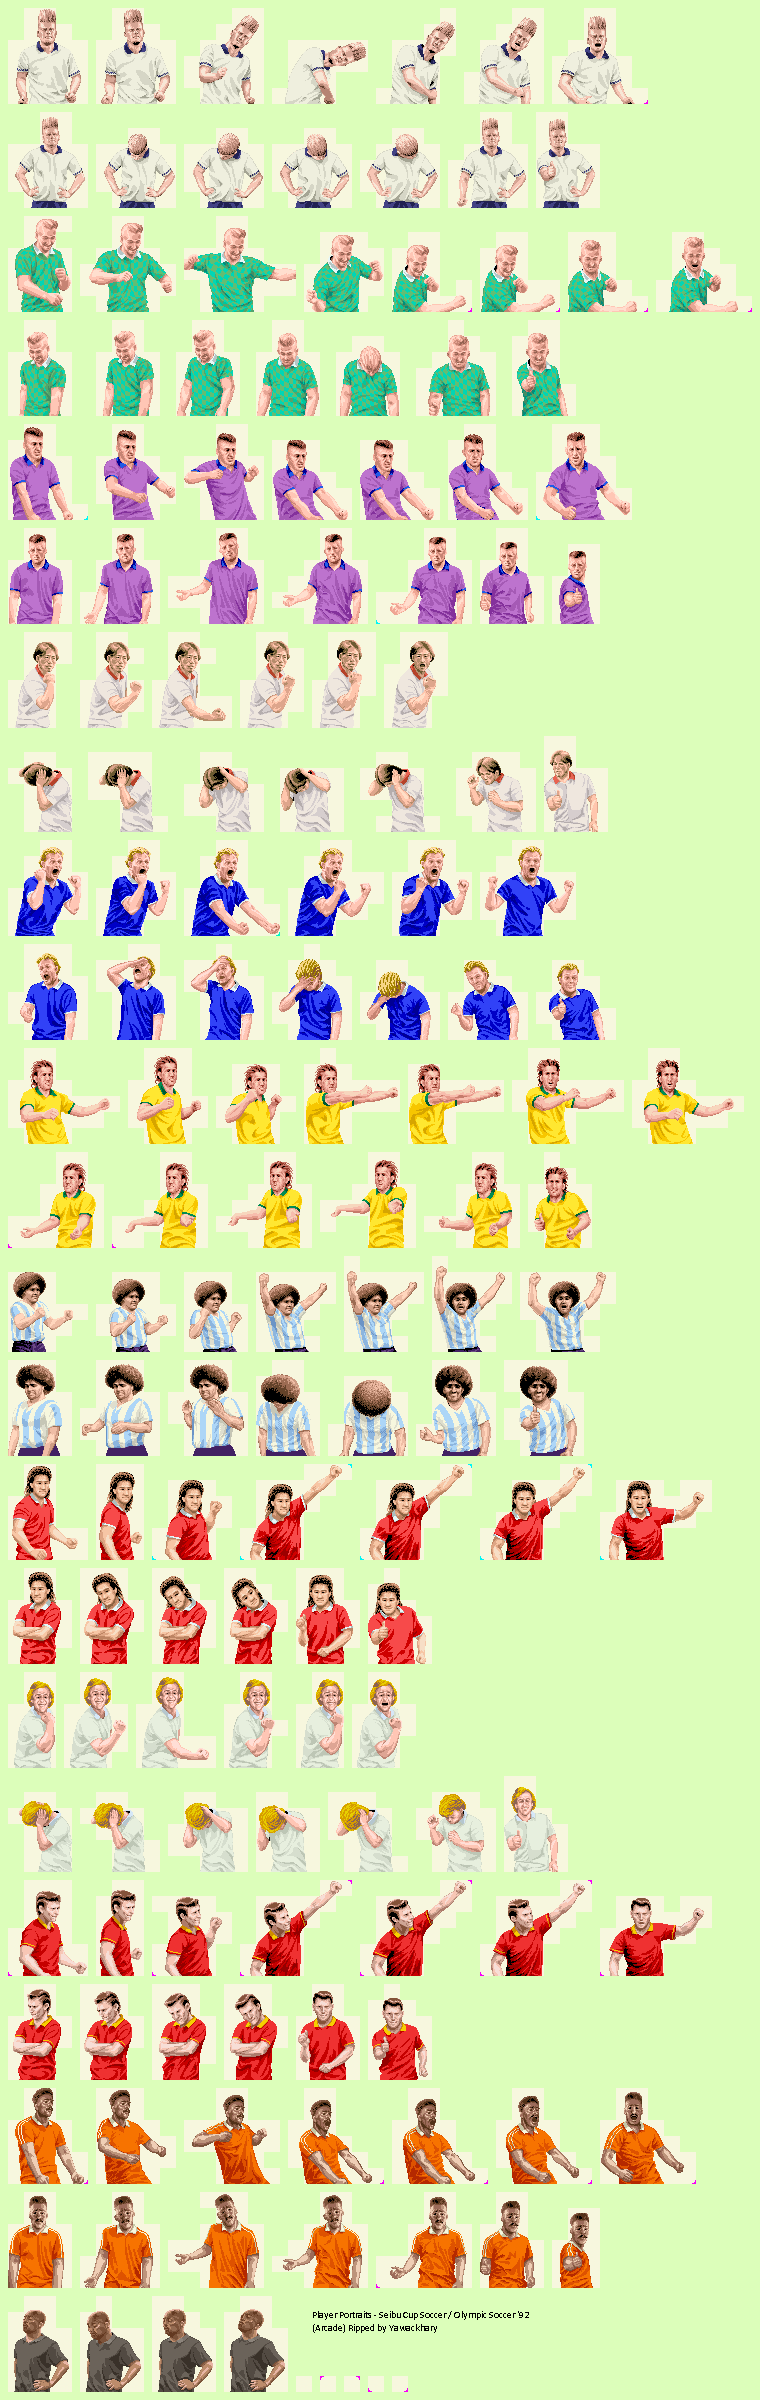 Player Portraits - Seibu Cup Soccer / Olympic Soccer '92
(Arcade) Ripped by Yawackhary